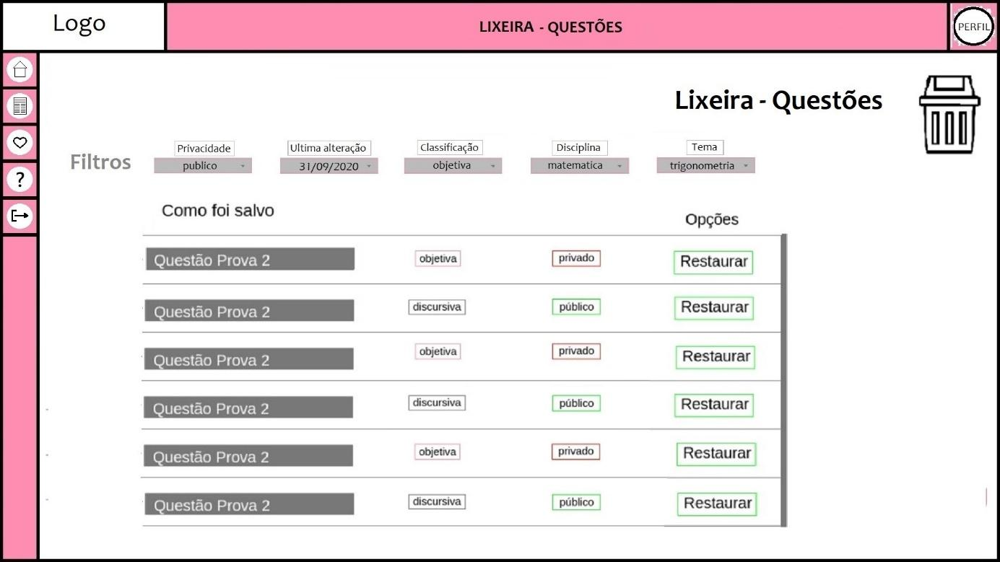 Logo
LIXEIRA - QUESTÕES
PERFIL
Lixeira - Questões
?
Filtros
Privacidade Ultima alteração Classificação Disciplina Tema
publico 31/09/2020 objetiva matematica trigonometria
Como foi salvo Opções
Questão Prova 2 objetiva privado Restaurar
Questão Prova 2 discursiva público Restaurar
Questão Prova 2 objetiva privado Restaurar
Questão Prova 2 discursiva público Restaurar
Questão Prova 2 objetiva privado Restaurar
Questão Prova 2 discursiva público Restaurar